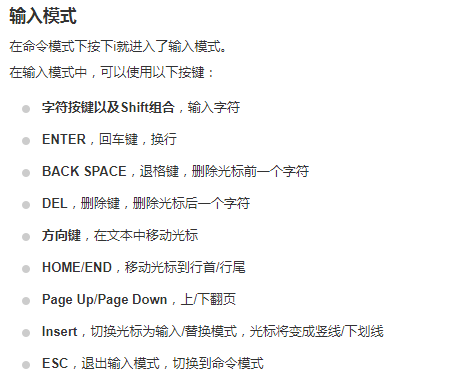 输入模式
在命令模式下按下i就进入了输入模式。
在输入模式中，可以使用以下按键：
字符按键以及Shift组合，输入字符
ENTER，回车键，换行
BACK SPACE，退格键，删除光标前一个字符
DEL，删除键，删除光标后一个字符
方向键，在文本中移动光标
HOME/END，移动光标到行首/行尾
Page Up/Page Down，上/下翻页
Insert，切换光标为输入/替换模式，光标将变成竖线/下划线
ESC，退出输入模式，切换到命令模式